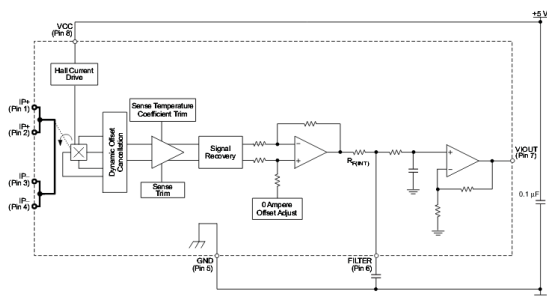 +5 V
VCC
(Pin 8)
Hall Current
Drive
IP+
(Pin 1)
IP+
(Pin 2)
IP−
(Pin 3)
IP−
(Pin 4)
Dynamic Offset
Cancellation
Sense Temperature
Coefficient Trim
Sense
Trim
Signal
Recovery
0 Ampere
Offset Adjust
−
+
RF(INT)
+
−
VIOUT
(Pin 7)
0.1 µF
GND
(Pin 5)
FILTER
(Pin 6)